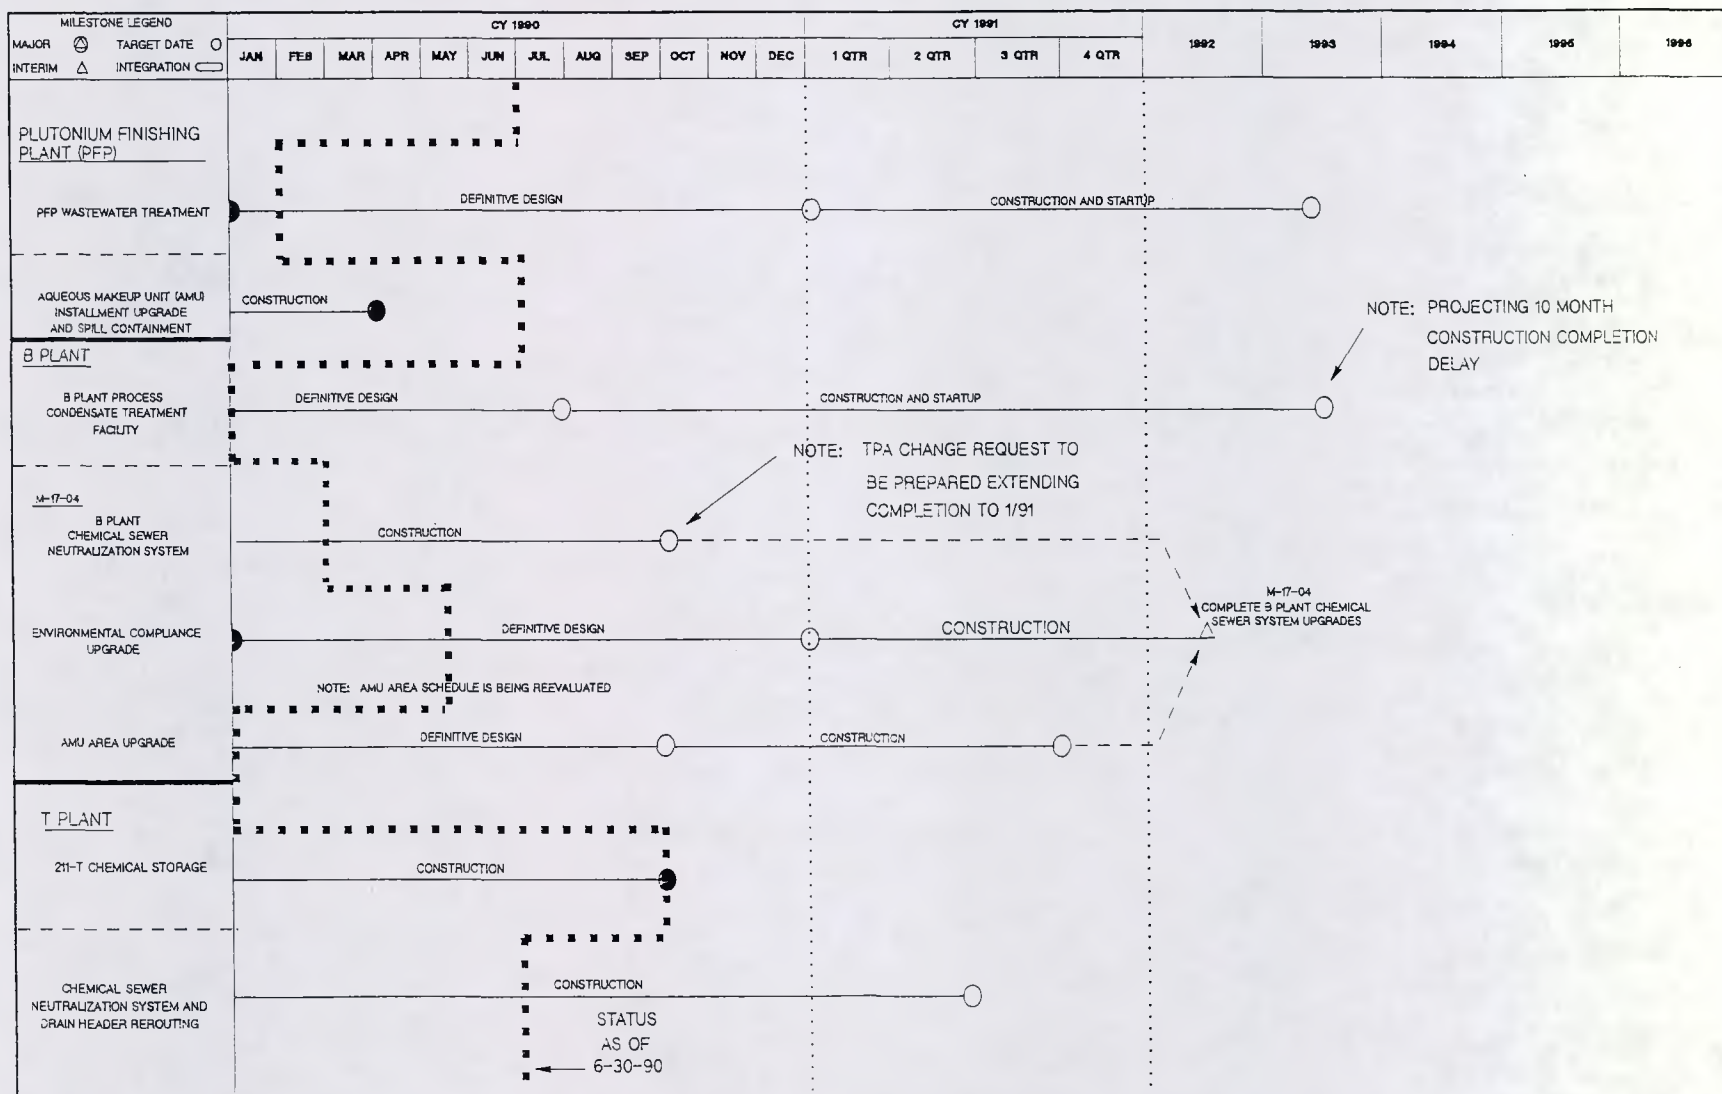 MILESTONE LEGEND
MAJOR TARGET DATE
INTERIM INTEGRATION
CY 1990
CY 1991
JAN FEB MAR APR MAY JUN JUL AUG SEP OCT NOV DEC 1 QTR 2 QTR 3 QTR 4 QTR 1992 1993 1994 1995 1996
PLUTONIUM FINISHING
PLANT (PFP)
PFP WASTEWATER TREATMENT
DEFINITIVE DESIGN
CONSTRUCTION AND STARTUP
AQUEOUS MAKEUP UNIT (AMU)
INSTALLMENT UPGRADE
AND SPILL CONTAINMENT
CONSTRUCTION
NOTE: PROJECTING 10 MONTH
CONSTRUCTION COMPLETION
DELAY
B PLANT
B PLANT PROCESS
CONDENSATE TREATMENT
FACILITY
DEFINITIVE DESIGN
CONSTRUCTION AND STARTUP
NOTE: TPA CHANGE REQUEST TO
BE PREPARED EXTENDING
COMPLETION TO 1/91
M-17-04
B PLANT
CHEMICAL SEWER
NEUTRALIZATION SYSTEM
CONSTRUCTION
M-17-04
COMPLETE B PLANT CHEMICAL
SEWER SYSTEM UPGRADES
ENVIRONMENTAL COMPLIANCE
UPGRADE
DEFINITIVE DESIGN
CONSTRUCTION
NOTE: AMU AREA SCHEDULE IS BEING REEVALUATED
AMU AREA UPGRADE
DEFINITIVE DESIGN
CONSTRUCTION
T PLANT
211-T CHEMICAL STORAGE
CONSTRUCTION
CHEMICAL SEWER
NEUTRALIZATION SYSTEM AND
DRAIN HEADER REROUTING
CONSTRUCTION
STATUS
AS OF
6-30-90